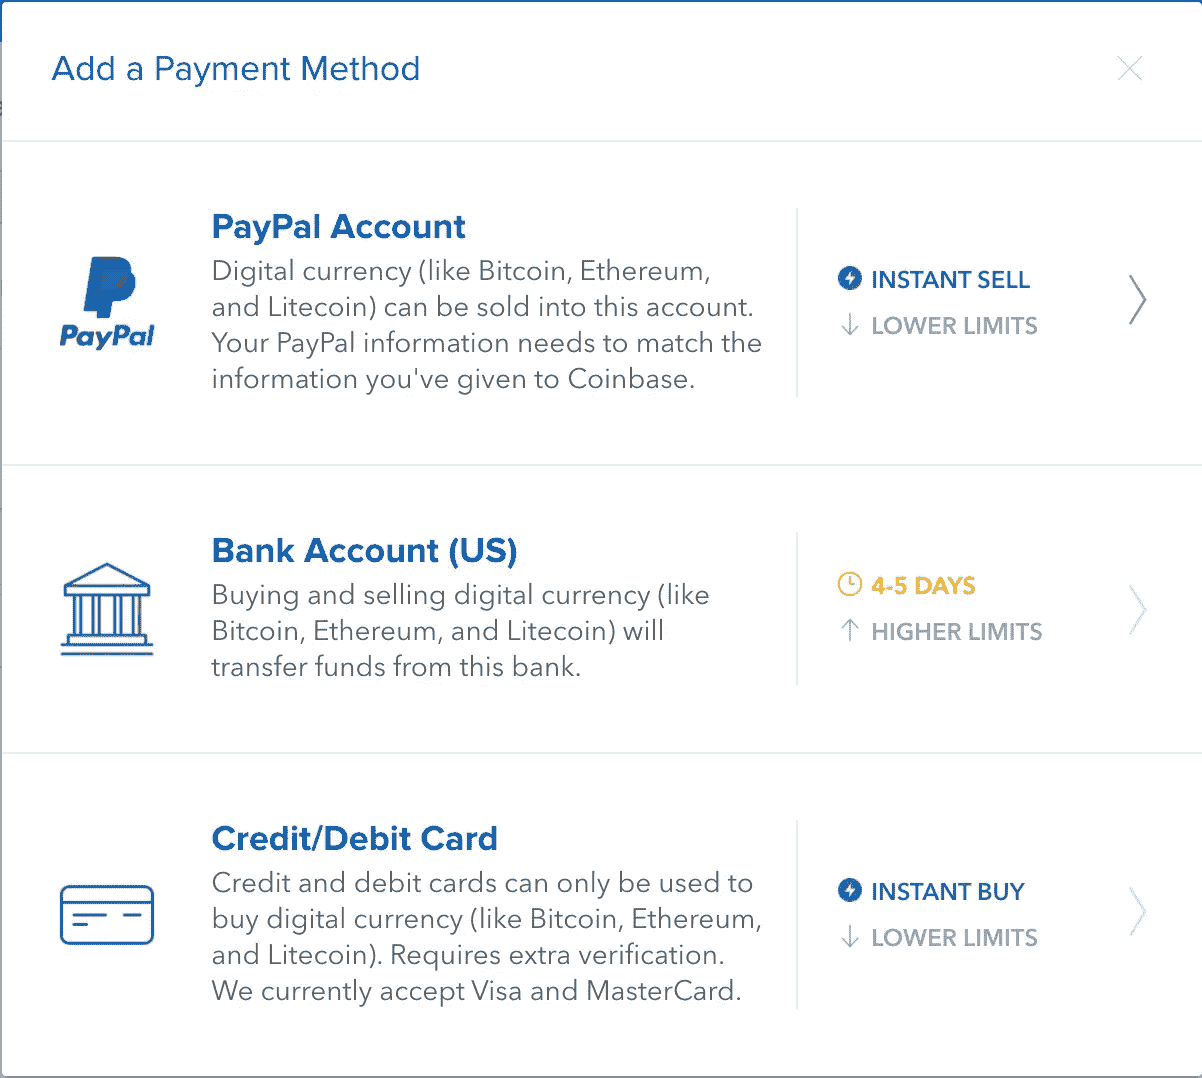 Add a Payment Method
PayPal Account
Digital currency (like Bitcoin, Ethereum,
and Litecoin) can be sold into this account.
Your PayPal information needs to match the
information you've given to Coinbase.
PayPal
INSTANT SELL
LOWER LIMITS
Bank Account (US)
Buying and selling digital currency (like
Bitcoin, Ethereum, and Litecoin) will
transfer funds from this bank.
4-5 DAYS
HIGHER LIMITS
Credit/Debit Card
Credit and debit cards can only be used to
buy digital currency (like Bitcoin, Ethereum,
and Litecoin). Requires extra verification.
We currently accept Visa and MasterCard.
INSTANT BUY
LOWER LIMITS